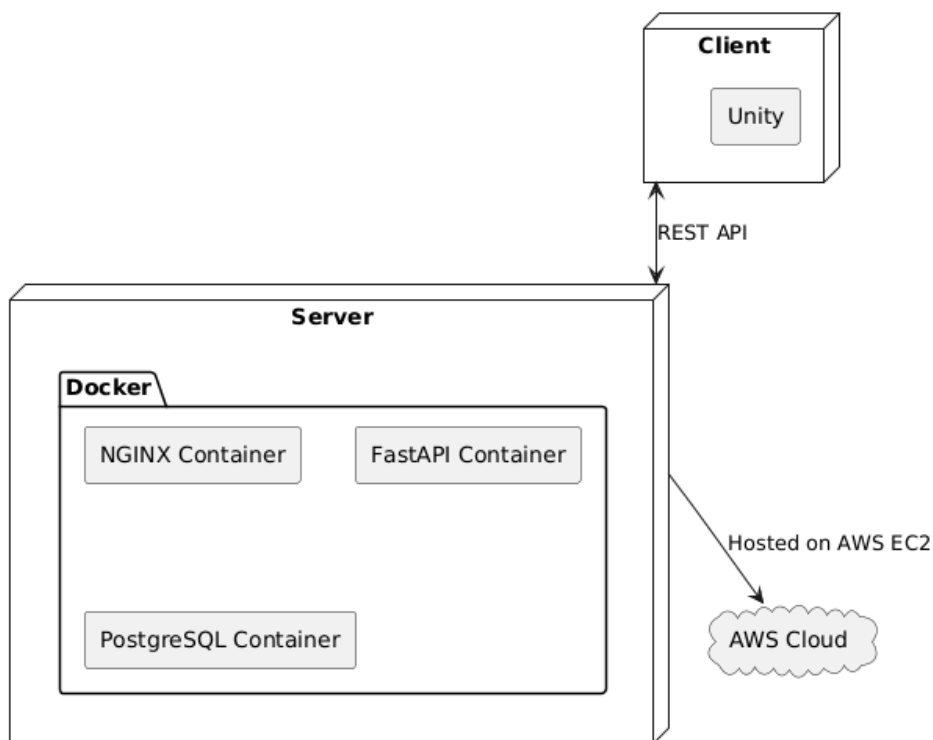 Client
Unity
REST API
Server
Docker
NGINX Container
FastAPI Container
Hosted on AWS EC2
PostgreSQL Container
AWS Cloud